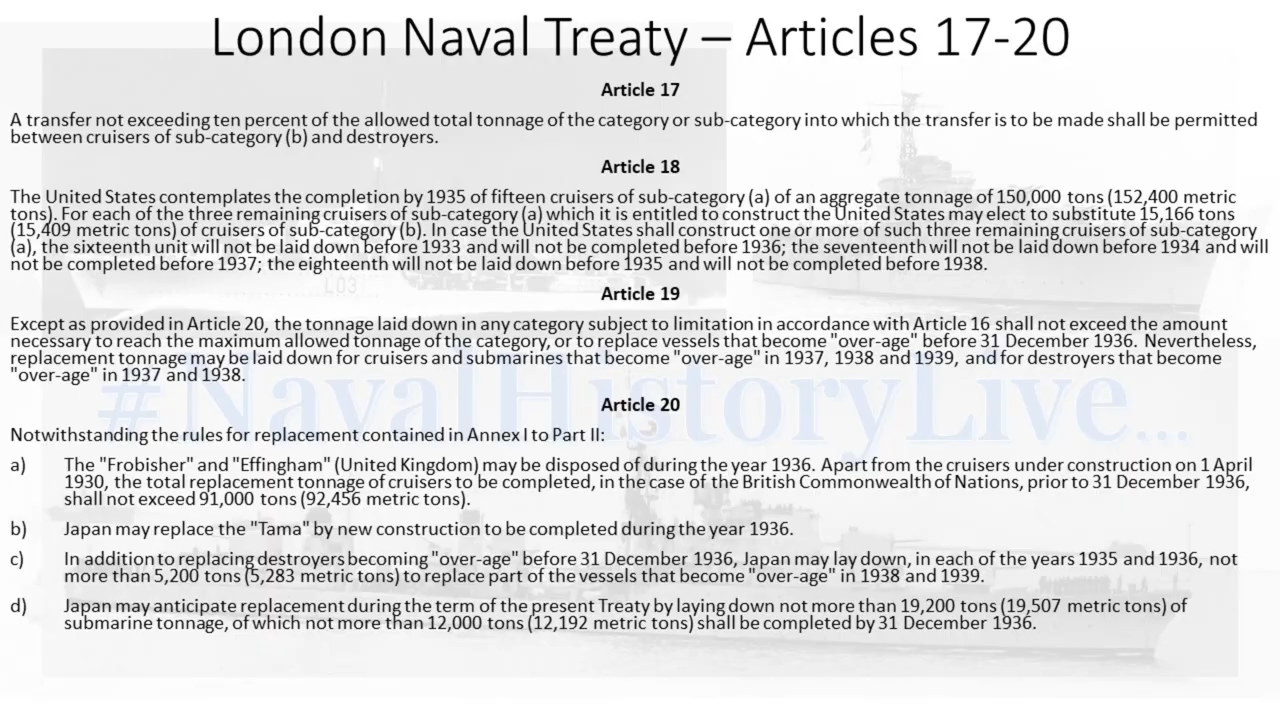 London Naval Treaty – Articles 17-20
Article 17
A transfer not exceeding ten percent of the allowed total tonnage of the category or sub-category into which the transfer is to be made shall be permitted
between cruisers of sub-category (b) and destroyers.
Article 18
The United States contemplates the completion by 1935 of fifteen cruisers of sub-category (a) of an aggregate tonnage of 150,000 tons (152,400 metric
tons). For each of the three remaining cruisers of sub-category (a) which it is entitled to construct the United States may elect to substitute 15,166 tons
(15,409 metric tons) of cruisers of sub-category (b). In case the United States shall construct one or more of such three remaining cruisers of sub-category
(a), the sixteenth unit will not be laid down before 1933 and will not be completed before 1936; the seventeenth will not be laid down before 1934 and will
not be completed before 1937; the eighteenth will not be laid down before 1935 and will not be completed before 1938.
L03
Article 19
Except as provided in Article 20, the tonnage laid down in any category subject to limitation in accordance with Article 16 shall not exceed the amount
necessary to reach the maximum allowed tonnage of the category, or to replace vessels that become "over-age" before 31 December 1936. Nevertheless,
replacement tonnage may be laid down for cruisers and submarines that become "over-age" in 1937, 1938 and 1939, and for destroyers that become
"over-age" in 1937 and 1938.
#NavalHistoryLive...
Article 20
Notwithstanding the rules for replacement contained in Annex I to Part II:
a) The "Frobisher" and "Effingham" (United Kingdom) may be disposed of during the year 1936. Apart from the cruisers under construction on 1 April
1930, the total replacement tonnage of cruisers to be completed, in the case of the British Commonwealth of Nations, prior to 31 December 1936,
shall not exceed 91,000 tons (92,456 metric tons).
b) Japan may replace the "Tama" by new construction to be completed during the year 1936.
c) In addition to replacing destroyers becoming "over-age" before 31 December 1936, Japan may lay down, in each of the years 1935 and 1936, not
more than 5,200 tons (5,283 metric tons) to replace part of the vessels that become "over-age" in 1938 and 1939.
d) Japan may anticipate replacement during the term of the present Treaty by laying down not more than 19,200 tons (19,507 metric tons) of
submarine tonnage, of which not more than 12,000 tons (12,192 metric tons) shall be completed by 31 December 1936.